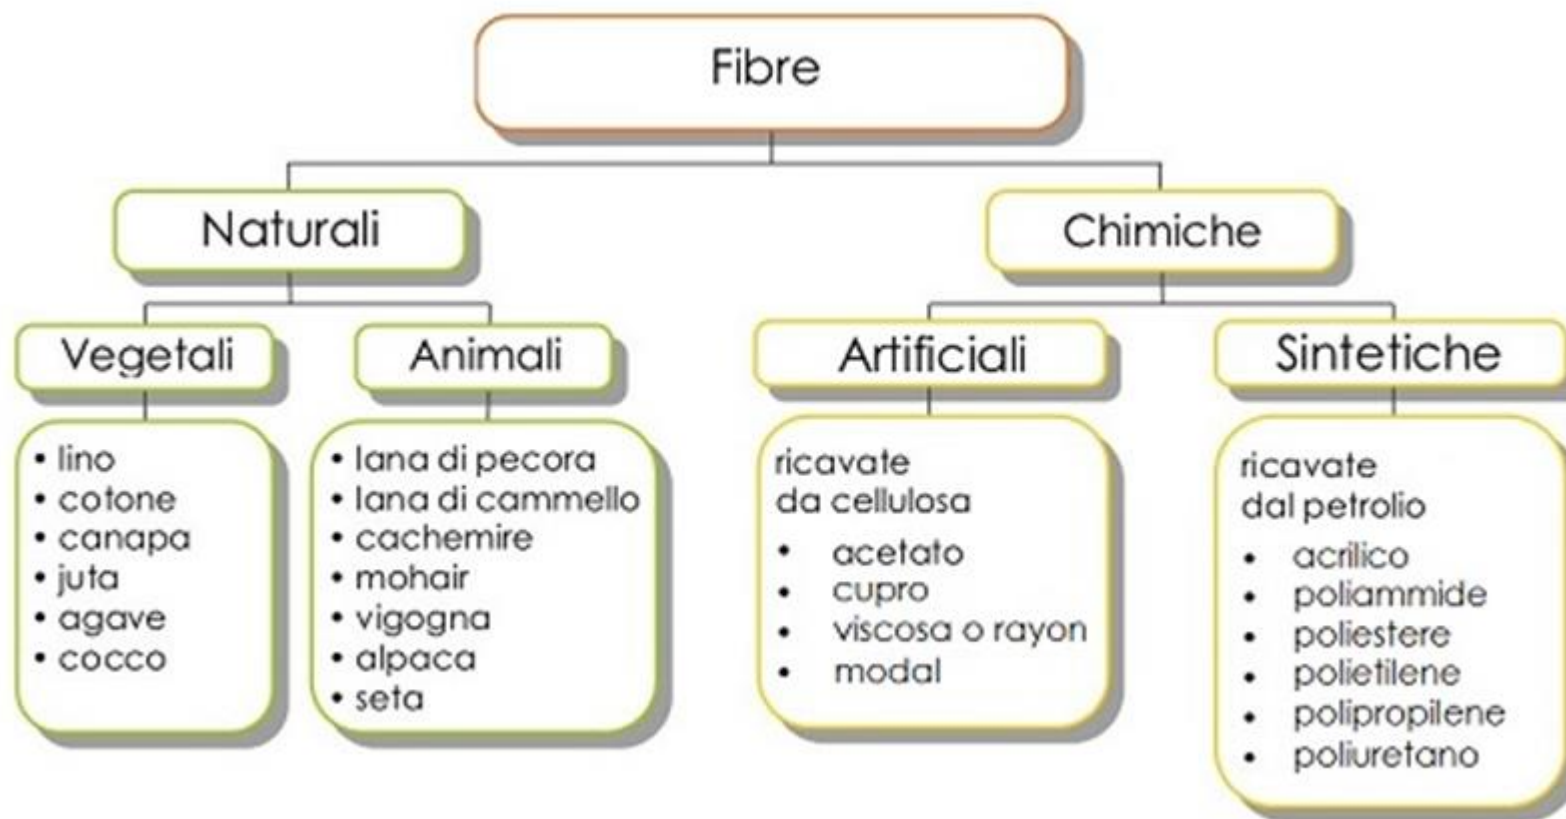 Fibre
Naturali
Chimiche
Vegetali
Animali
Artificiali
Sintetiche
• lino
• cotone
• canapa
• juta
• agave
• cocco
• lana di pecora
• lana di cammello
• cachemire
• mohair
• vigogna
• alpaca
• seta
ricavate
da cellulosa
• acetato
• cupro
• viscosa o rayon
• modal
ricavate
dal petrolio
• acrilico
• poliammide
• poliestere
• polietilene
• polipropilene
• poliuretano